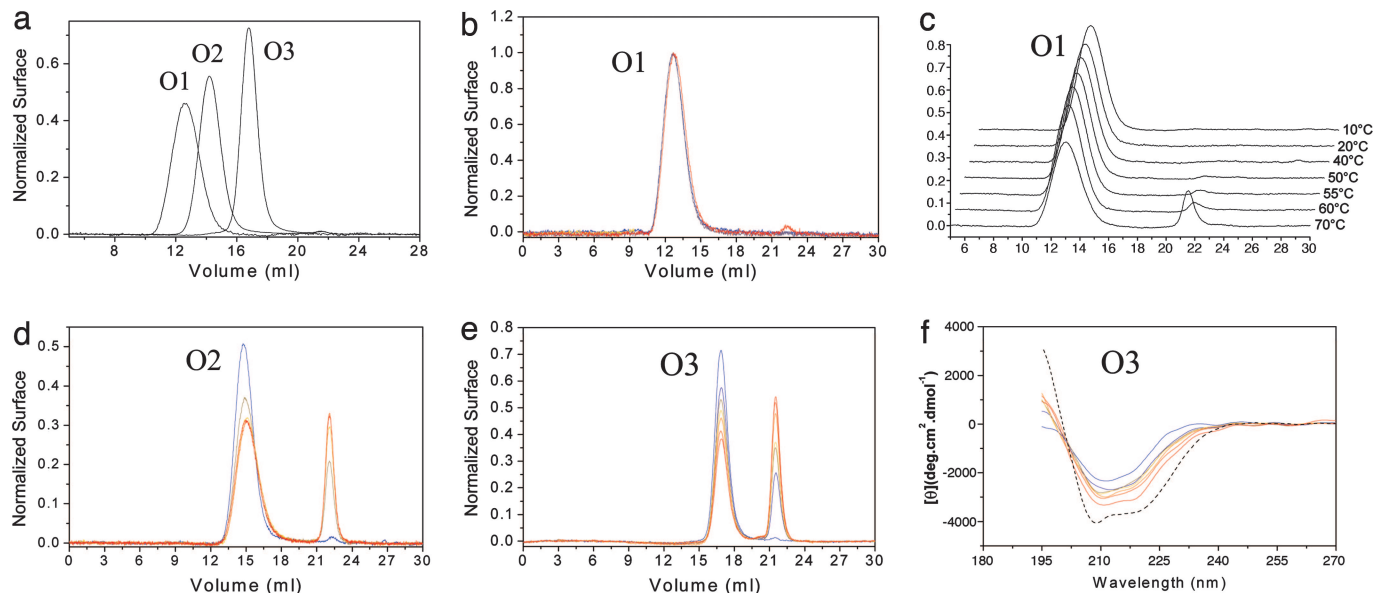 a
O1
O2
O3
Normalized Surface
0.6
0.4
0.2
0.0
8 12 16 20 24 28
Volume (ml)
b
O1
Normalized Surface
1.2
1.0
0.8
0.6
0.4
0.2
0.0
0 3 6 9 12 15 18 21 24 27 30
Volume (ml)
c
O1
0.8
0.7
0.6
0.5
0.4
0.3
0.2
0.1
0.0
10°C
20°C
40°C
50°C
55°C
60°C
70°C
5 6 8 10 12 14 16 18 20 22 24 26 28 30
d
O2
Normalized Surface
0.5
0.4
0.3
0.2
0.1
0.0
0 3 6 9 12 15 18 21 24 27 30
Volume (ml)
e
O3
Normalized Surface
0.8
0.7
0.6
0.5
0.4
0.3
0.2
0.1
0.0
0 3 6 9 12 15 18 21 24 27 30
Volume (ml)
f
O3
[θ](deg.cm².dmol⁻¹)
4000
2000
0
-2000
-4000
180 195 210 225 240 255 270
Wavelength (nm)